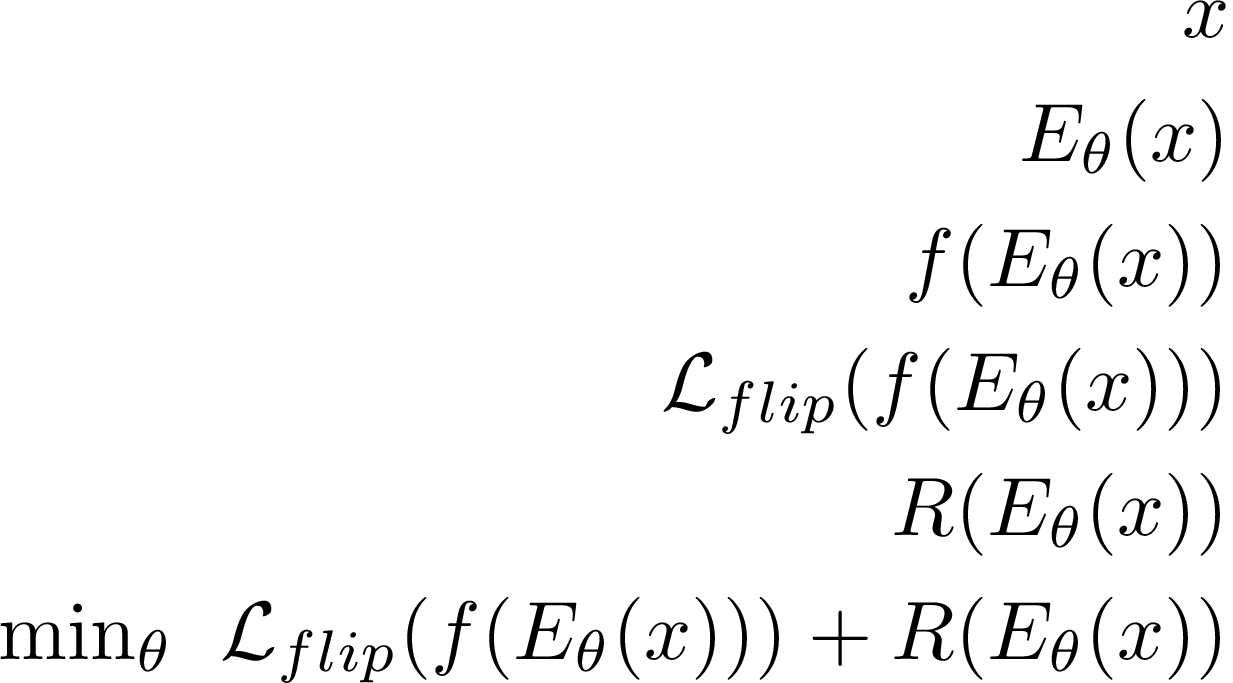 x
E_θ(x)
f(E_θ(x))
ℒ_flip(f(E_θ(x)))
R(E_θ(x))
min_θ ℒ_flip(f(E_θ(x))) + R(E_θ(x))